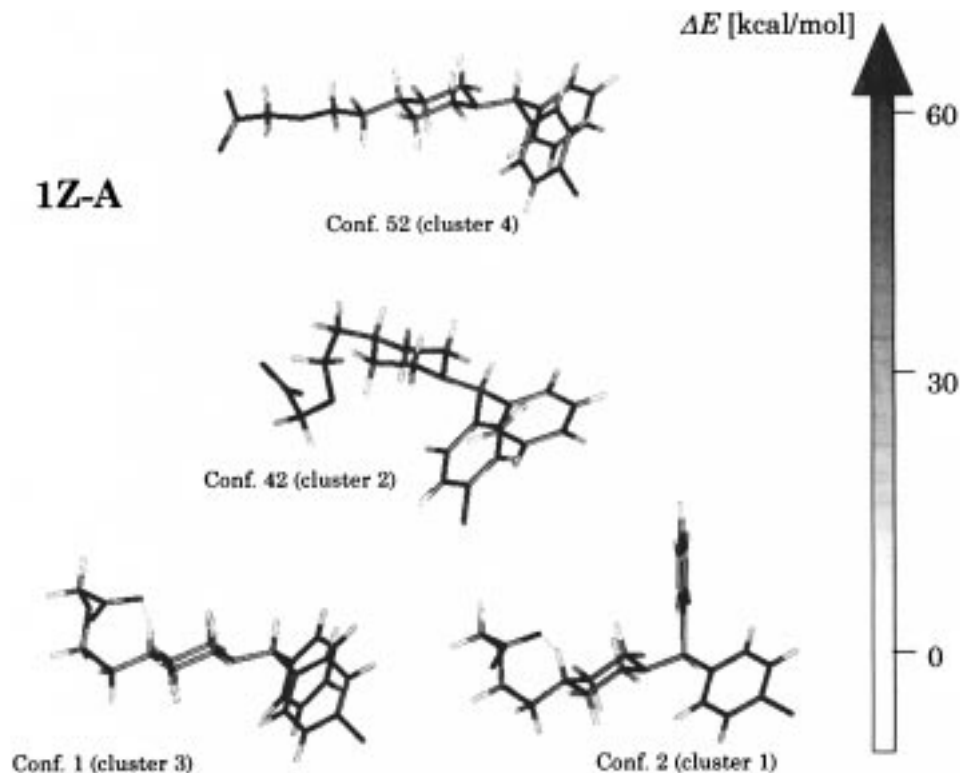 ΔE [kcal/mol]
60
1Z-A
Conf. 52 (cluster 4)
30
Conf. 42 (cluster 2)
0
Conf. 1 (cluster 3)
Conf. 2 (cluster 1)